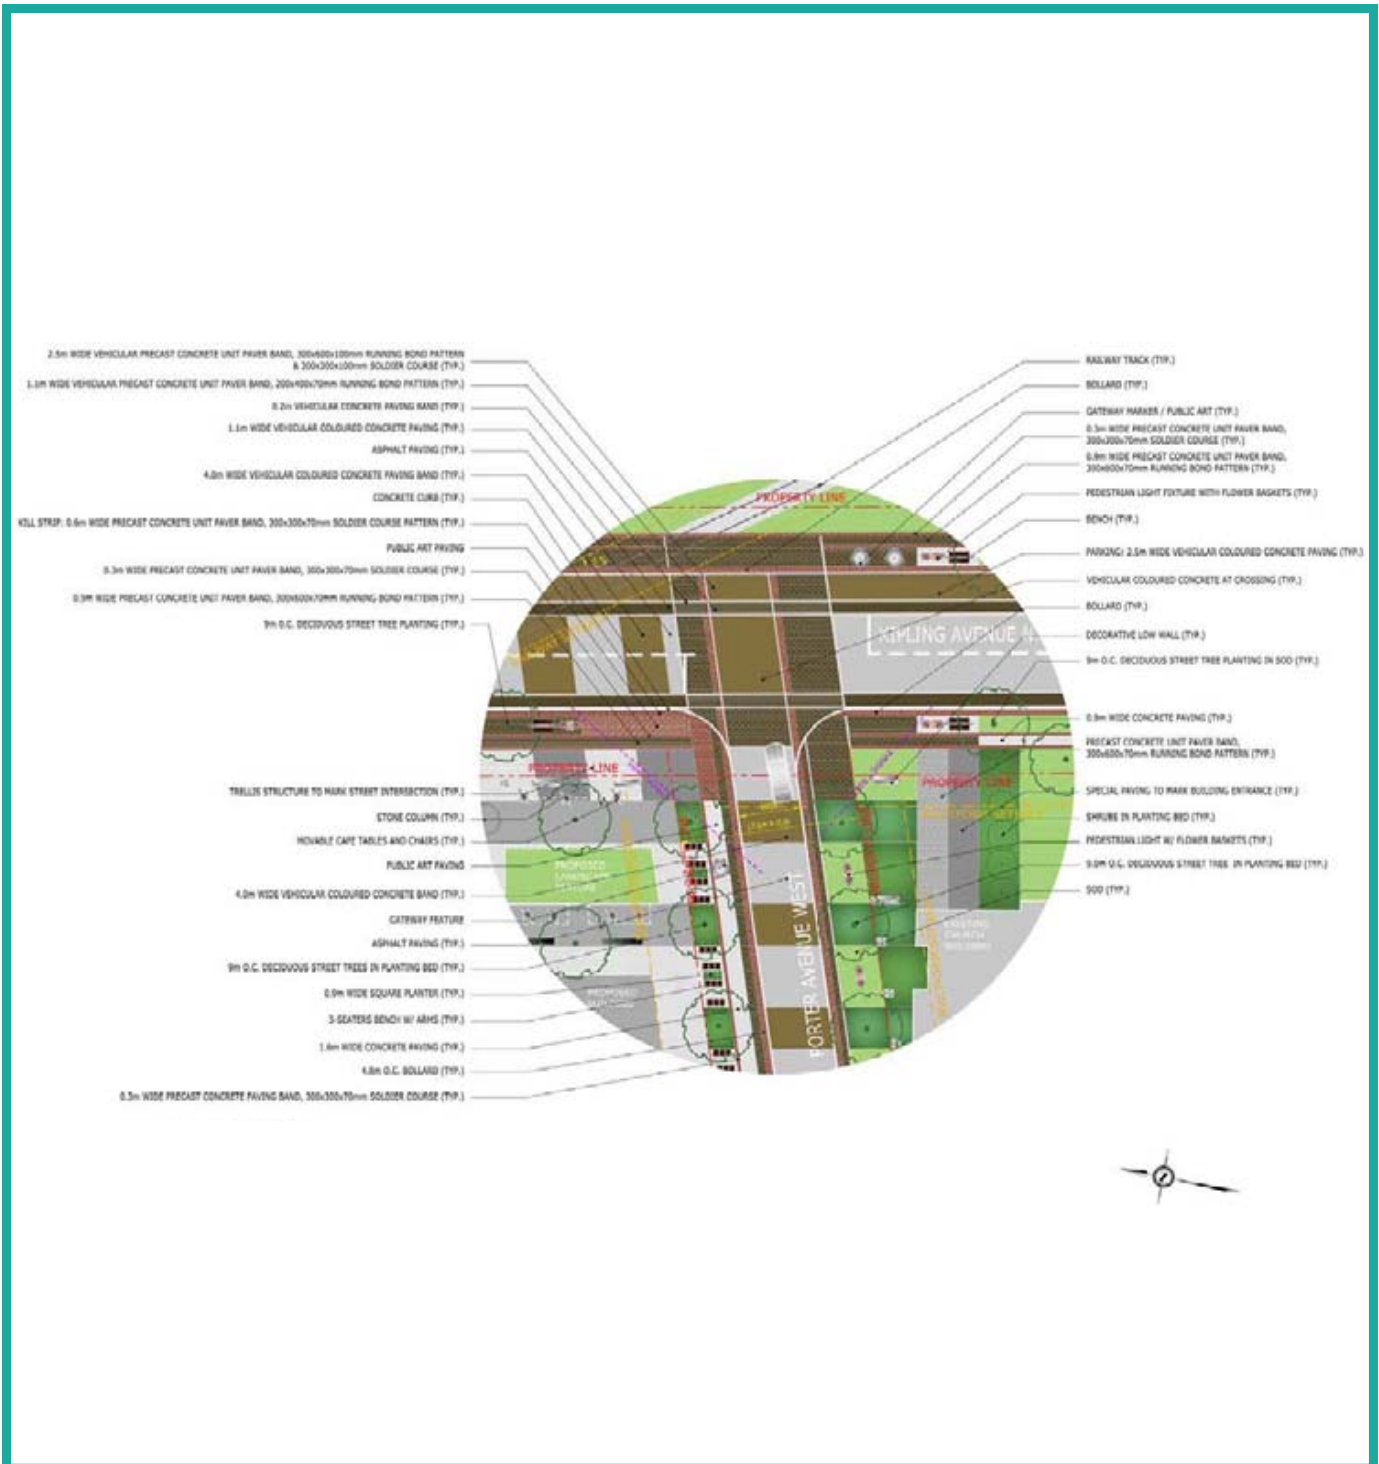 2.5m WIDE VEHICULAR PRECAST CONCRETE UNIT PAVER BAND, 300x600x100mm RUNNING BOND PATTERN
& 300x300x100mm SOLDIER COURSE (TYP.)
1.1m WIDE VEHICULAR PRECAST CONCRETE UNIT PAVER BAND, 200x400x70mm RUNNING BOND PATTERN (TYP.)
0.2m VEHICULAR CONCRETE PAVING BAND (TYP.)
1.1m WIDE VEHICULAR COLOURED CONCRETE PAVING (TYP.)
ASPHALT PAVING (TYP.)
4.0m WIDE VEHICULAR COLOURED CONCRETE PAVING BAND (TYP.)
CONCRETE CURB (TYP.)
KILL STRIP: 0.6m WIDE PRECAST CONCRETE UNIT PAVER BAND, 300x300x70mm SOLDIER COURSE PATTERN (TYP.)
PUBLIC ART PAVING
0.3m WIDE PRECAST CONCRETE UNIT PAVER BAND, 300x300x70mm SOLDIER COURSE (TYP.)
0.9M WIDE PRECAST CONCRETE UNIT PAVER BAND, 300x600x70mm RUNNING BOND PATTERN (TYP.)
9m O.C. DECIDUOUS STREET TREE PLANTING (TYP.)
TRELLIS STRUCTURE TO MARK STREET INTERSECTION (TYP.)
STONE COLUMN (TYP.)
MOVABLE CAFE TABLES AND CHAIRS (TYP.)
PUBLIC ART PAVING
4.0m WIDE VEHICULAR COLOURED CONCRETE BAND (TYP.)
GATEWAY FEATURE
ASPHALT PAVING (TYP.)
9m O.C. DECIDUOUS STREET TREES IN PLANTING BED (TYP.)
0.9m WIDE SQUARE PLANTER (TYP.)
3-SEATERS BENCH W/ ARMS (TYP.)
1.6m WIDE CONCRETE PAVING (TYP.)
4.8m O.C. BOLLARD (TYP.)
0.3m WIDE PRECAST CONCRETE PAVING BAND, 300x300x70mm SOLDIER COURSE (TYP.)
PROPERTY LINE
KIPLING AVENUE N
PROPERTY LINE
PROPERTY LINE
PROPOSED
LANDSCAPE
FEATURE
EXISTING
CHURCH
BUILDING
PROPOSED
BUILDING
PORTER AVENUE WEST
RAILWAY TRACK (TYP.)
BOLLARD (TYP.)
GATEWAY MARKER / PUBLIC ART (TYP.)
0.3m WIDE PRECAST CONCRETE UNIT PAVER BAND,
300x300x70mm SOLDIER COURSE (TYP.)
0.9m WIDE PRECAST CONCRETE UNIT PAVER BAND,
300x600x70mm RUNNING BOND PATTERN (TYP.)
PEDESTRIAN LIGHT FIXTURE WITH FLOWER BASKETS (TYP.)
BENCH (TYP.)
PARKING: 2.5m WIDE VEHICULAR COLOURED CONCRETE PAVING (TYP.)
VEHICULAR COLOURED CONCRETE AT CROSSING (TYP.)
BOLLARD (TYP.)
DECORATIVE LOW WALL (TYP.)
9m O.C. DECIDUOUS STREET TREE PLANTING IN SOD (TYP.)
0.9m WIDE CONCRETE PAVING (TYP.)
PRECAST CONCRETE UNIT PAVER BAND,
300x600x70mm RUNNING BOND PATTERN (TYP.)
SPECIAL PAVING TO MARK BUILDING ENTRANCE (TYP.)
SHRUBS IN PLANTING BED (TYP.)
PEDESTRIAN LIGHT W/ FLOWER BASKETS (TYP.)
9.0m O.C. DECIDUOUS STREET TREE IN PLANTING BED (TYP.)
SOD (TYP.)